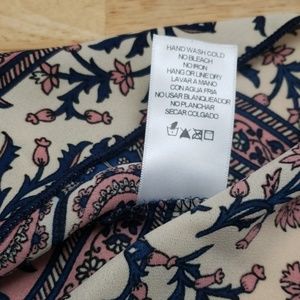 HAND WASH COLD
NO BLEACH
NO IRON
HANG OR LINE DRY
LAVAR A MANO
CON AGUA FRIA
NO USAR BLANQUEADOR
NO PLANCHAR
SECAR COLGADO